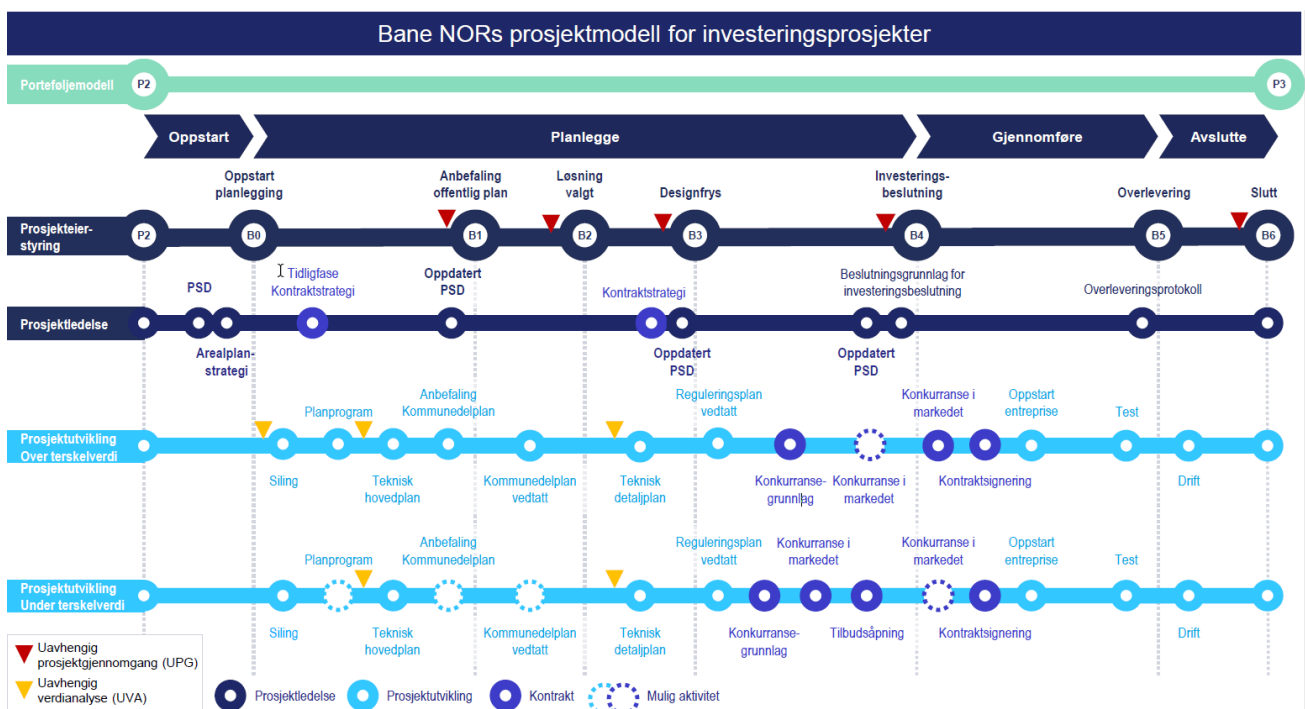 Bane NORs prosjektmodell for investeringsprosjekter
Porteføljemodell
P2
P3
Oppstart
Planlegge
Gjennomføre
Avslutte
Oppstart
planlegging
Anbefaling
offentlig plan
Løsning
valgt
Designfrys
Investerings-
beslutning
Overlevering
Slutt
Prosjekteier-
styring
P2
B0
B1
B2
B3
B4
B5
B6
PSD
Tidligfase
Kontraktstrategi
Oppdatert
PSD
Kontraktstrategi
Beslutningsgrunnlag for
investeringsbeslutning
Overleveringsprotokoll
Prosjektledelse
Arealplan-
strategi
Oppdatert
PSD
Oppdatert
PSD
Planprogram
Anbefaling
Kommunedelplan
Reguleringsplan
vedtatt
Konkurranse i
markedet
Oppstart
entreprise
Test
Prosjektutvikling
Over terskelverdi
Siling
Teknisk
hovedplan
Kommunedelplan
vedtatt
Teknisk
detaljplan
Konkurranse-
grunnlag
Konkurranse i
markedet
Kontraktsignering
Drift
Planprogram
Anbefaling
Kommunedelplan
Reguleringsplan
vedtatt
Konkurranse i
markedet
Konkurranse i
markedet
Oppstart
entreprise
Test
Prosjektutvikling
Under terskelverdi
Siling
Teknisk
hovedplan
Kommunedelplan
vedtatt
Teknisk
detaljplan
Konkurranse-
grunnlag
Tilbudsåpning
Kontraktsignering
Drift
Uavhengig
prosjektgjennomgang (UPG)
Uavhengig
verdianalyse (UVA)
Prosjektledelse
Prosjektutvikling
Kontrakt
Mulig aktivitet